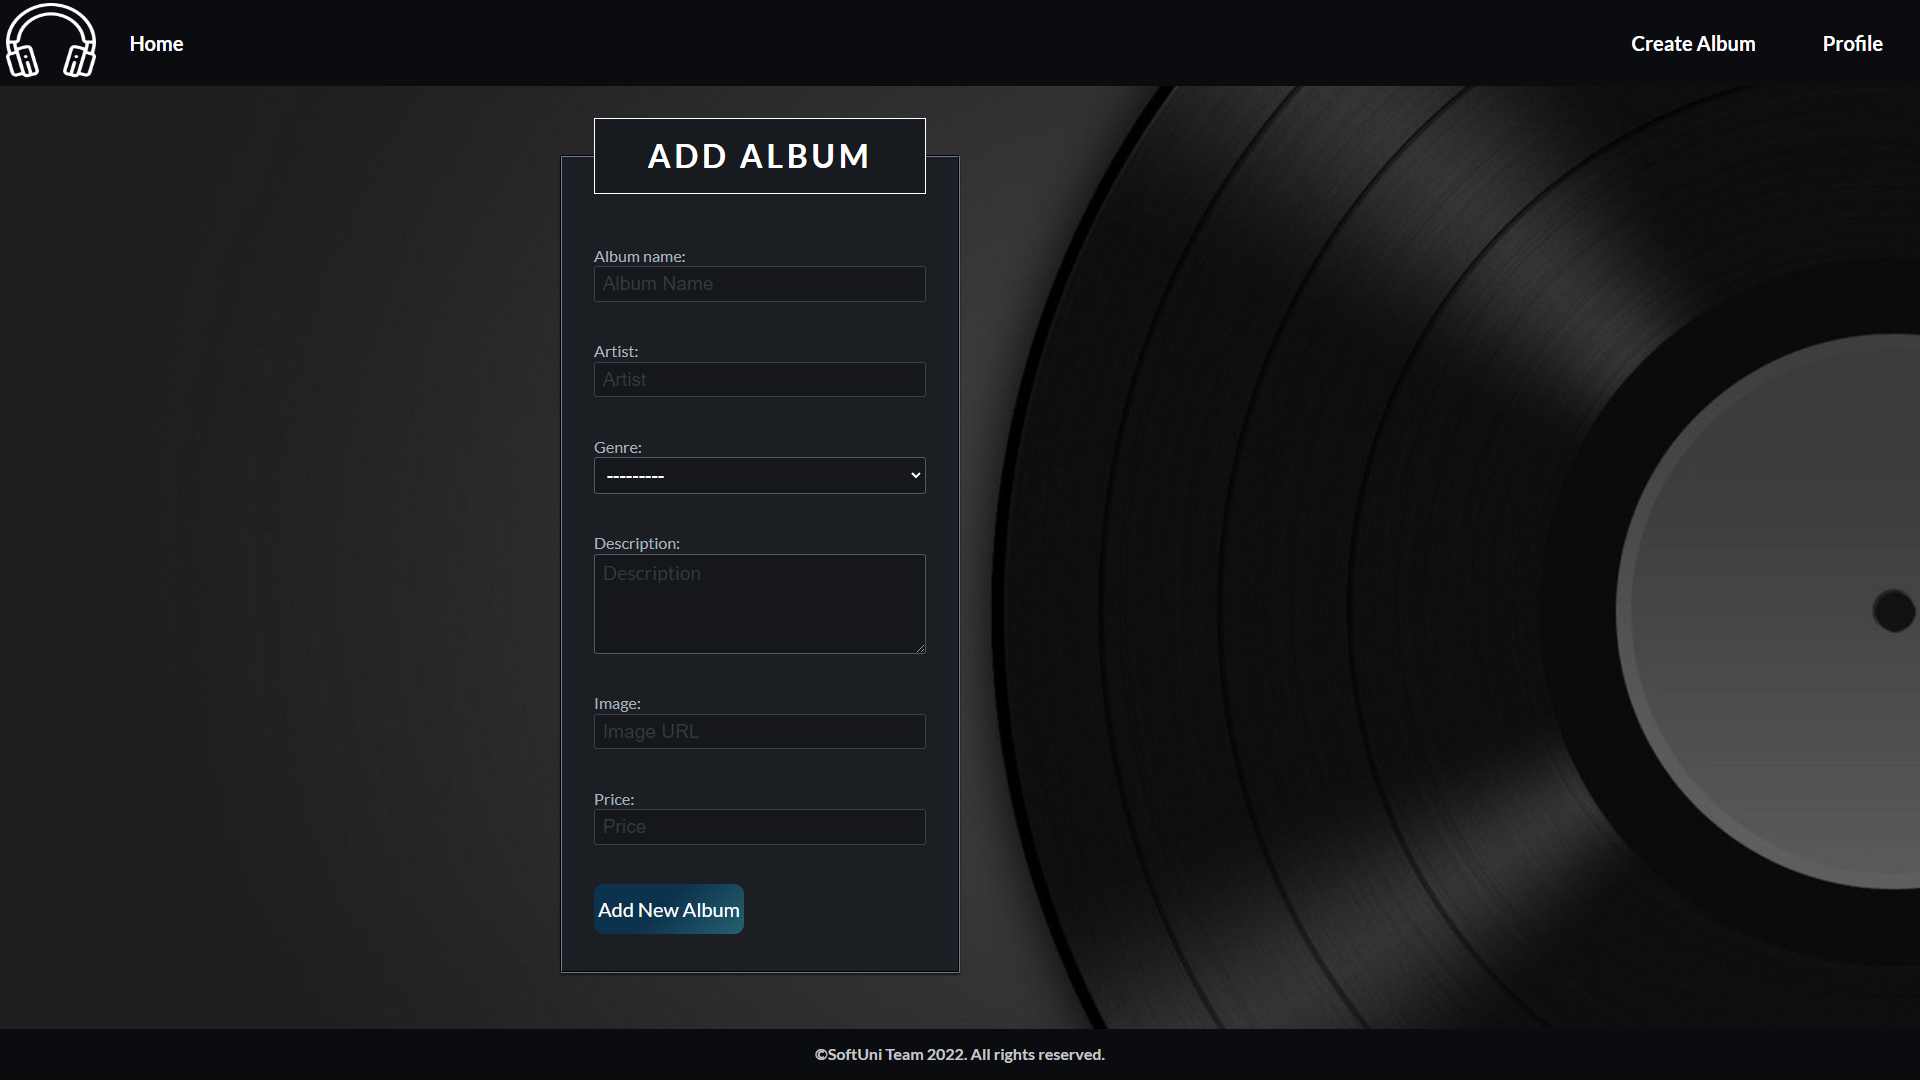 Home
Create Album
Profile
ADD ALBUM
Album name:
Album Name
Artist:
Artist
Genre:
---------
Description:
Description
Image:
Image URL
Price:
Price
Add New Album
©SoftUni Team 2022. All rights reserved.